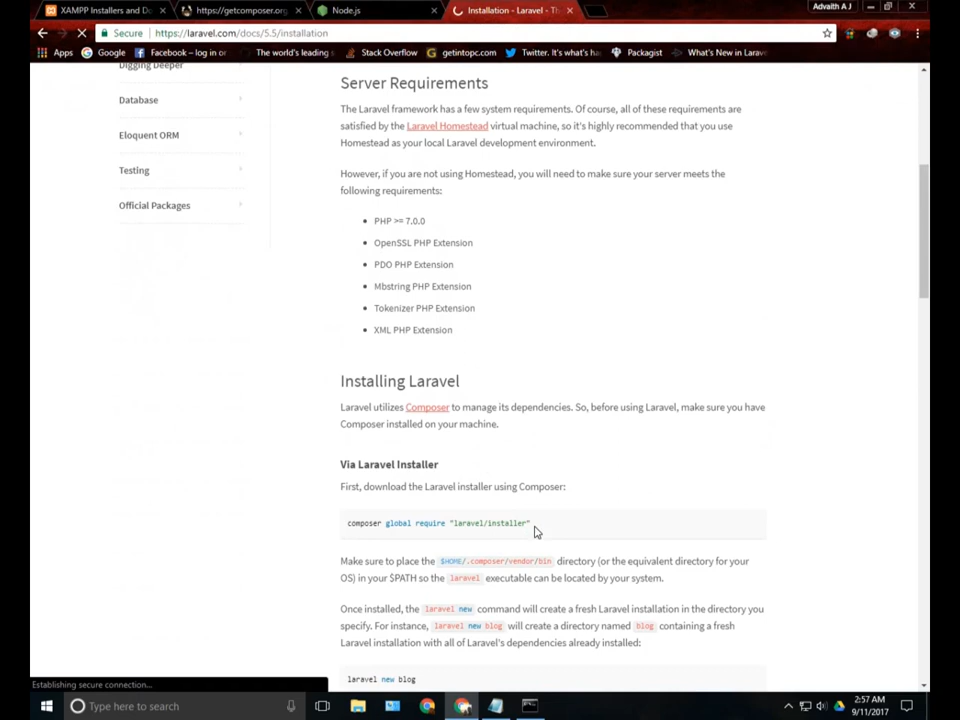 XAMPP Installers and Do
https://getcomposer.org
Node.js
Installation - Laravel - Th
Advaith A J
Secure
https://laravel.com/docs/5.5/installation
Apps
Google
Facebook – log in or
The world's leading s
Stack Overflow
getintopc.com
Twitter. It's what's ha
Packagist
What's New in Larave
Digging Deeper
Database
Eloquent ORM
Testing
Official Packages
Server Requirements
The Laravel framework has a few system requirements. Of course, all of these requirements are
satisfied by the Laravel Homestead virtual machine, so it's highly recommended that you use
Homestead as your local Laravel development environment.
However, if you are not using Homestead, you will need to make sure your server meets the
following requirements:
PHP >= 7.0.0
OpenSSL PHP Extension
PDO PHP Extension
Mbstring PHP Extension
Tokenizer PHP Extension
XML PHP Extension
Installing Laravel
Laravel utilizes Composer to manage its dependencies. So, before using Laravel, make sure you have
Composer installed on your machine.
Via Laravel Installer
First, download the Laravel installer using Composer:
composer global require "laravel/installer"
Make sure to place the $HOME/.composer/vendor/bin directory (or the equivalent directory for your
OS) in your $PATH so the laravel executable can be located by your system.
Once installed, the laravel new command will create a fresh Laravel installation in the directory you
specify. For instance, laravel new blog will create a directory named blog containing a fresh
Laravel installation with all of Laravel's dependencies already installed:
laravel new blog
Establishing secure connection...
Type here to search
2:57 AM
9/11/2017